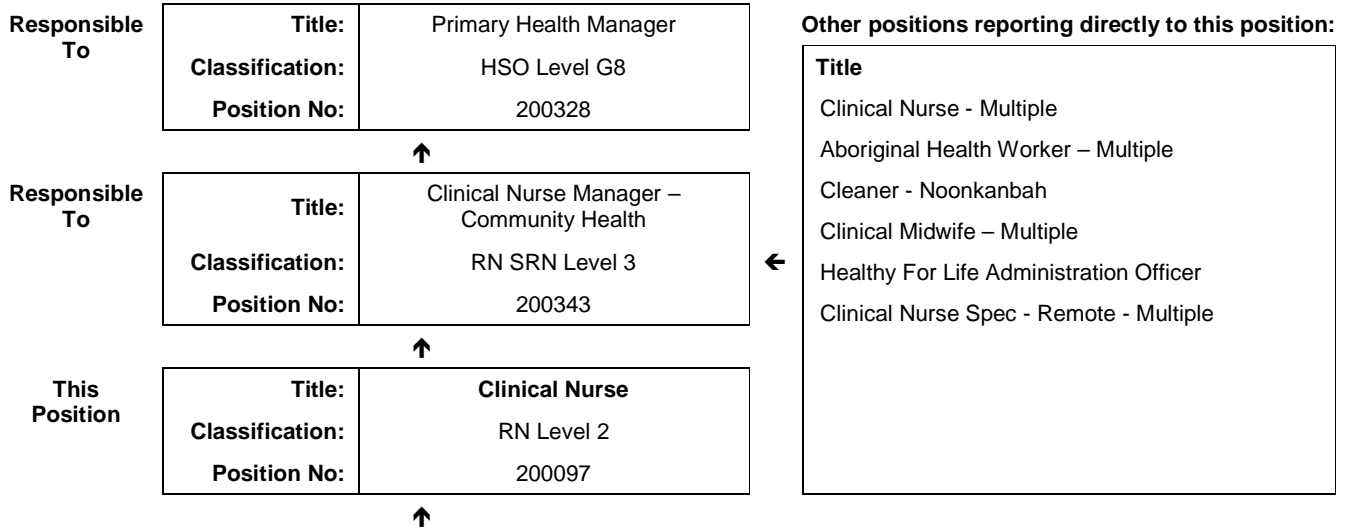 Responsible To
Title: Primary Health Manager
Classification: HSO Level G8
Position No: 200328
↑
Responsible To
Title: Clinical Nurse Manager –
Community Health
Classification: RN SRN Level 3
Position No: 200343
↑
This Position
Title: Clinical Nurse
Classification: RN Level 2
Position No: 200097
↑
←
Other positions reporting directly to this position:
Title
Clinical Nurse - Multiple
Aboriginal Health Worker – Multiple
Cleaner - Noonkanbah
Clinical Midwife – Multiple
Healthy For Life Administration Officer
Clinical Nurse Spec - Remote - Multiple